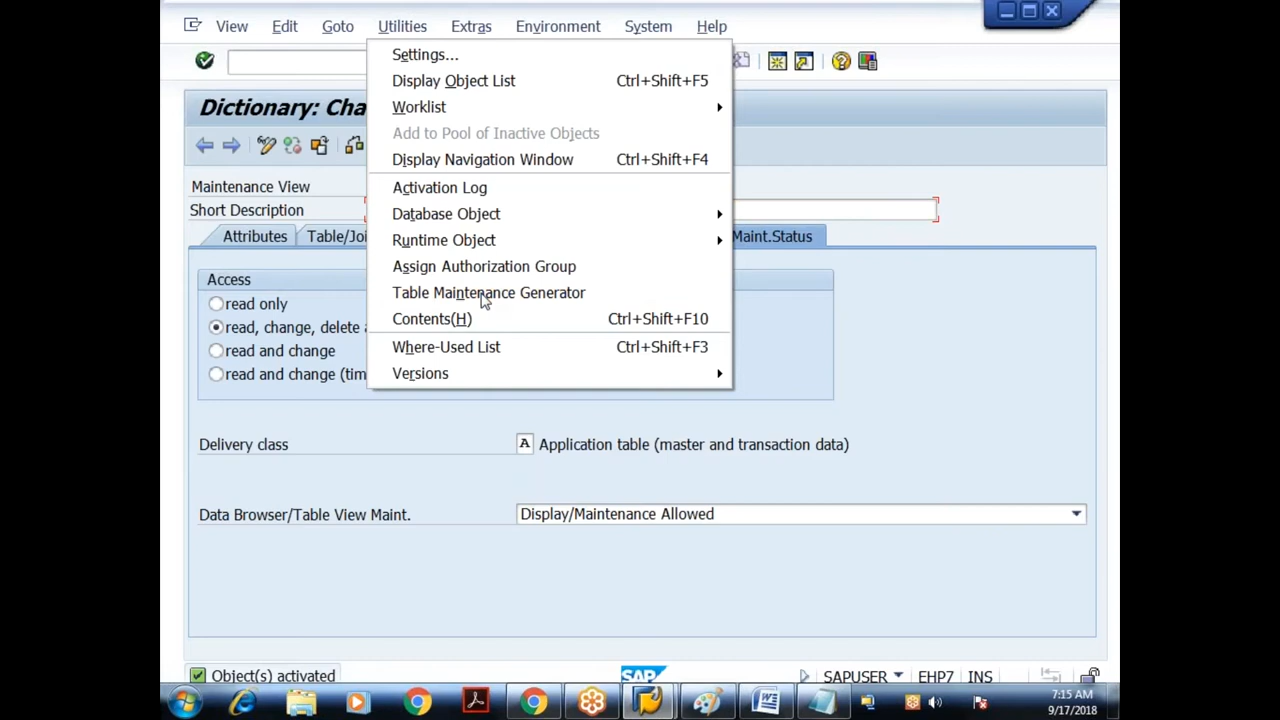 View Edit Goto Utilities Extras Environment System Help
Settings...
Display Object List Ctrl+Shift+F5
Worklist
Add to Pool of Inactive Objects
Display Navigation Window Ctrl+Shift+F4
Activation Log
Database Object
Runtime Object
Assign Authorization Group
Table Maintenance Generator
Contents(H) Ctrl+Shift+F10
Where-Used List Ctrl+Shift+F3
Versions
Dictionary: Cha
Maintenance View
Short Description
Attributes Table/Joi Maint.Status
Access
read only
read, change, delete a
read and change
read and change (tim
Delivery class A Application table (master and transaction data)
Data Browser/Table View Maint. Display/Maintenance Allowed
Object(s) activated SAP SAPUSER EHP7 INS
7:15 AM
9/17/2018